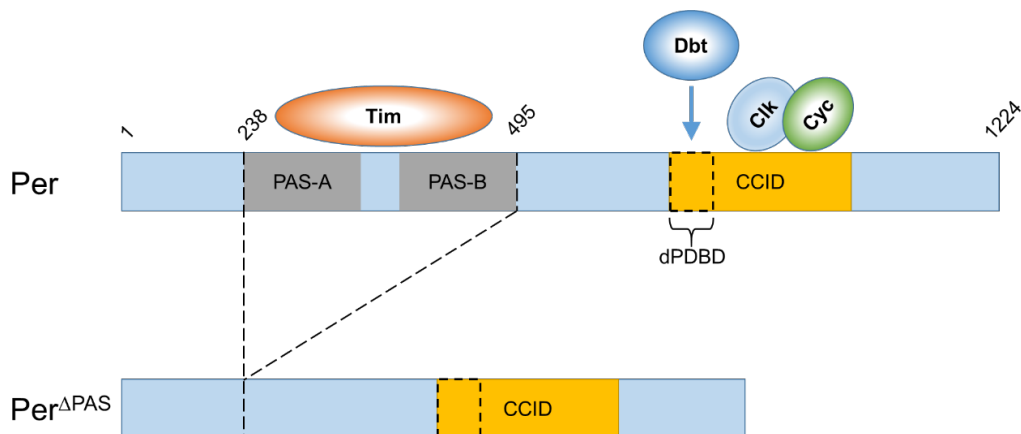 Dbt
Tim
Clk
Cyc
1
238
495
1224
Per
PAS-A
PAS-B
CCID
dPDBD
Per^ΔPAS
CCID